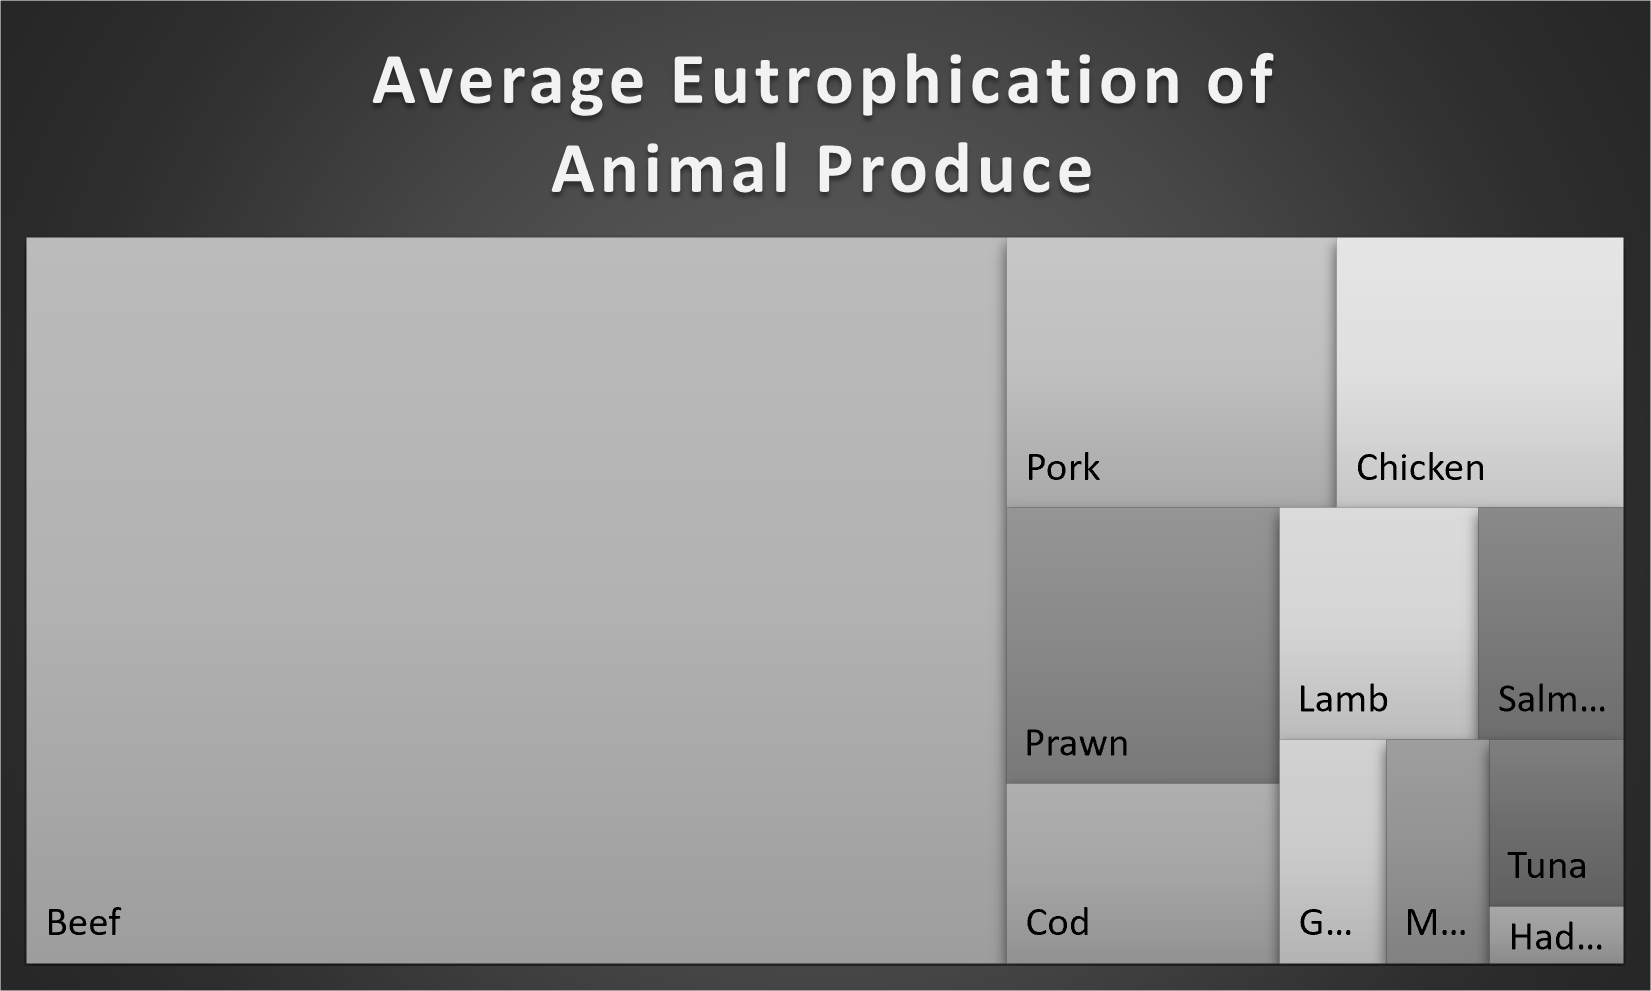 Average Eutrophication of
Animal Produce
Pork
Chicken
Lamb
Salm...
Prawn
Tuna
Beef
Cod
G...
M...
Had...